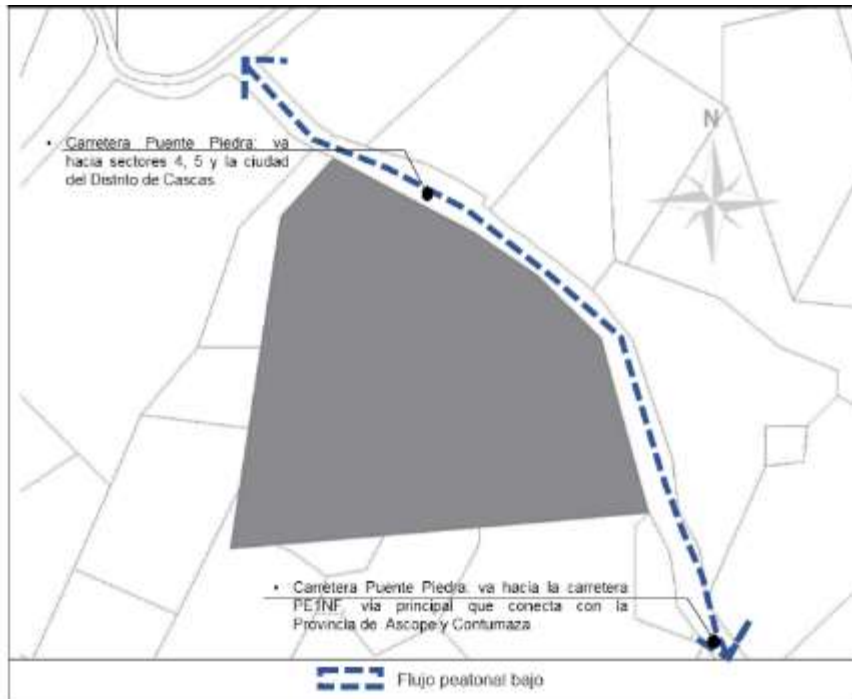 • Carretera Puente Piedra: va
hacia sectores 4, 5 y la ciudad
del Distrito de Cascas.
N
• Carretera Puente Piedra: va hacia la carretera
PE1NF, vía principal que conecta con la
Provincia de Ascope y Contumaza
Flujo peatonal bajo